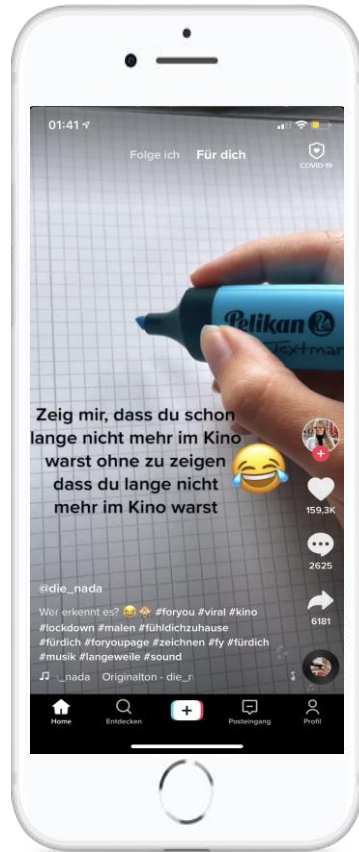 01:41
Folge ich Für dich
COVID-19
Pelikan
Textmar
Zeig mir, dass du schon
lange nicht mehr im Kino
warst ohne zu zeigen
dass du lange nicht
mehr im Kino warst
159,3K
2625
6181
@die_nada
Wer erkennt es? 😂 🙈 #foryou #viral #kino
#lockdown #malen #fühldichzuhause
#fürdich #foryoupage #zeichnen #fy #fürdich
#musik #langeweile #sound
_nada Originalton - die_r
Home Entdecken Posteingang Profil